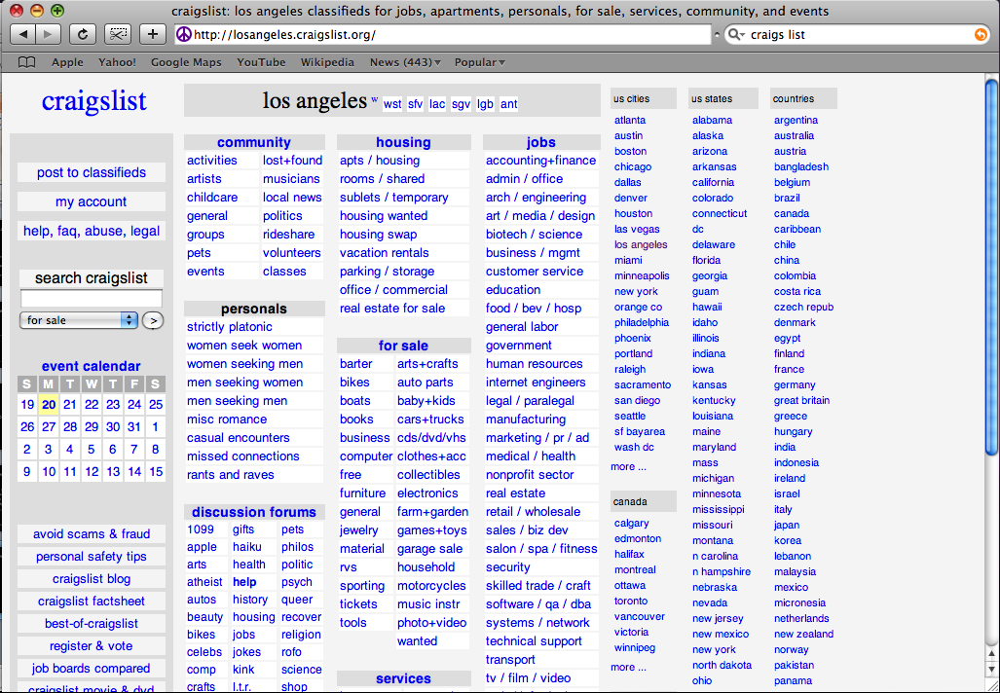 craigslist: los angeles classifieds for jobs, apartments, personals, for sale, services, community, and events
http://losangeles.craigslist.org/
craigs list
Apple Yahoo! Google Maps YouTube Wikipedia News (443) Popular
craigslist
post to classifieds
my account
help, faq, abuse, legal
search craigslist
for sale
>
event calendar
S M T W T F S
19 20 21 22 23 24 25
26 27 28 29 30 31 1
2 3 4 5 6 7 8
9 10 11 12 13 14 15
avoid scams & fraud
personal safety tips
craigslist blog
craigslist factsheet
best-of-craigslist
register & vote
job boards compared
craigslist movie & dvd
los angeles w wst sfv lac sgv lgb ant
community
activities lost+found
artists musicians
childcare local news
general politics
groups rideshare
pets volunteers
events classes
personals
strictly platonic
women seek women
women seeking men
men seeking women
men seeking men
misc romance
casual encounters
missed connections
rants and raves
discussion forums
1099 gifts pets
apple haiku philos
arts health politic
atheist help psych
autos history queer
beauty housing recover
bikes jobs religion
celebs jokes rofo
comp kink science
crafts l.t.r. shop
housing
apts / housing
rooms / shared
sublets / temporary
housing wanted
housing swap
vacation rentals
parking / storage
office / commercial
real estate for sale
for sale
barter arts+crafts
bikes auto parts
boats baby+kids
books cars+trucks
business cds/dvd/vhs
computer clothes+acc
free collectibles
furniture electronics
general farm+garden
jewelry games+toys
material garage sale
rvs household
sporting motorcycles
tickets music instr
tools photo+video
wanted
services
jobs
accounting+finance
admin / office
arch / engineering
art / media / design
biotech / science
business / mgmt
customer service
education
food / bev / hosp
general labor
government
human resources
internet engineers
legal / paralegal
manufacturing
marketing / pr / ad
medical / health
nonprofit sector
real estate
retail / wholesale
sales / biz dev
salon / spa / fitness
security
skilled trade / craft
software / qa / dba
systems / network
technical support
transport
tv / film / video
us cities
atlanta
austin
boston
chicago
dallas
denver
houston
las vegas
los angeles
miami
minneapolis
new york
orange co
philadelphia
phoenix
portland
raleigh
sacramento
san diego
seattle
sf bayarea
wash dc
more ...
canada
calgary
edmonton
halifax
montreal
ottawa
toronto
vancouver
victoria
winnipeg
more ...
us states
alabama
alaska
arizona
arkansas
california
colorado
connecticut
dc
delaware
florida
georgia
guam
hawaii
idaho
illinois
indiana
iowa
kansas
kentucky
louisiana
maine
maryland
mass
michigan
minnesota
mississippi
missouri
montana
n carolina
n hampshire
nebraska
nevada
new jersey
new mexico
new york
north dakota
ohio
countries
argentina
australia
austria
bangladesh
belgium
brazil
canada
caribbean
chile
china
colombia
costa rica
czech repub
denmark
egypt
finland
france
germany
great britain
greece
hungary
india
indonesia
ireland
israel
italy
japan
korea
lebanon
malaysia
mexico
micronesia
netherlands
new zealand
norway
pakistan
panama